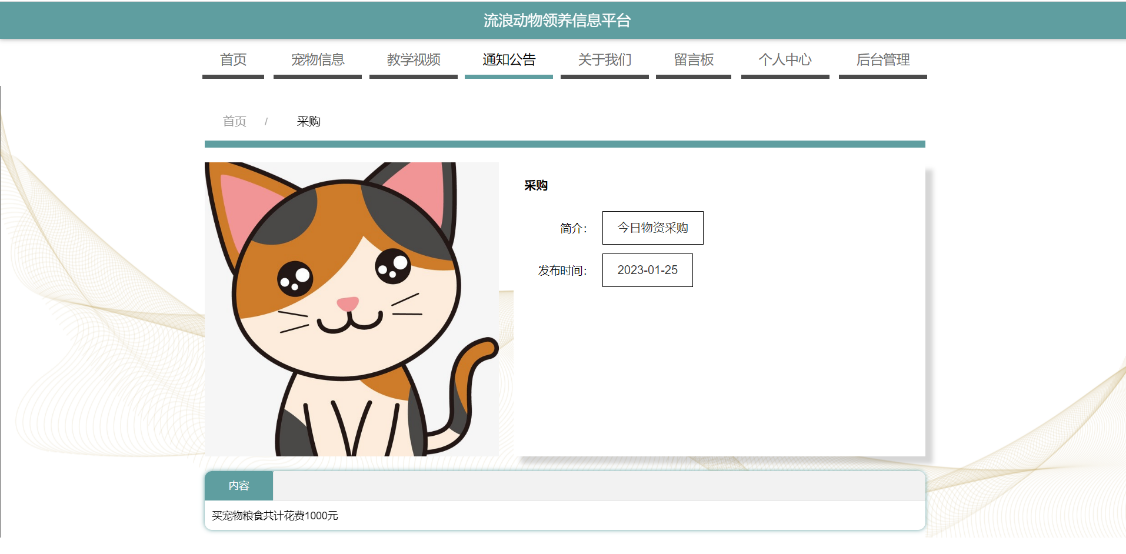 流浪动物领养信息平台
首页 宠物信息 教学视频 通知公告 关于我们 留言板 个人中心 后台管理
首页 / 采购
采购
简介： 今日物资采购
发布时间： 2023-01-25
内容
买宠物粮食共计花费1000元